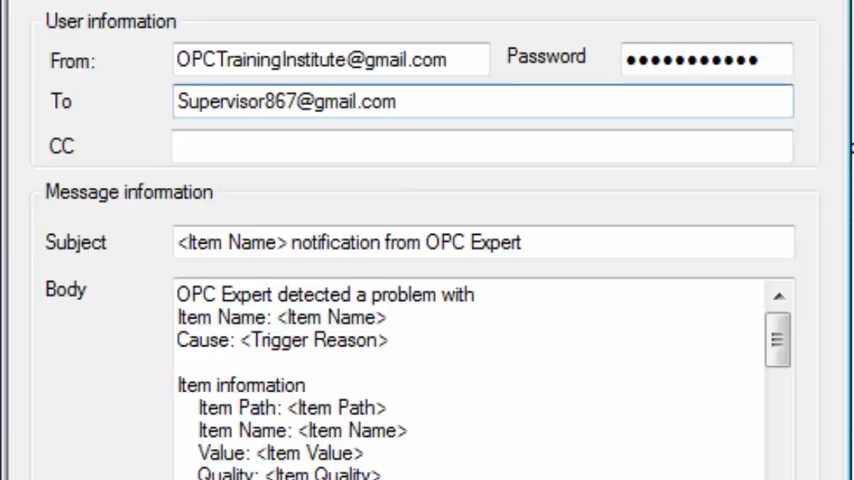 User information
From: OPCTrainingInstitute@gmail.com Password ●●●●●●●●●●●
To Supervisor867@gmail.com
CC
Message information
Subject <Item Name> notification from OPC Expert
Body OPC Expert detected a problem with
Item Name: <Item Name>
Cause: <Trigger Reason>
Item information
Item Path: <Item Path>
Item Name: <Item Name>
Value: <Item Value>
Quality: <Item Quality>